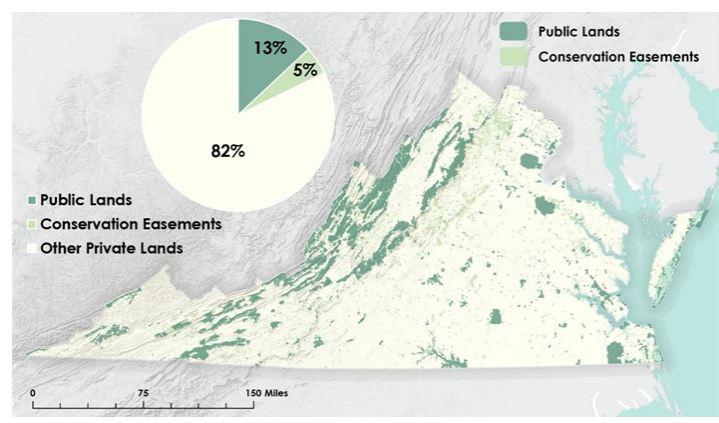 13%
5%
82%
Public Lands
Conservation Easements
Public Lands
Conservation Easements
Other Private Lands
0 75 150 Miles